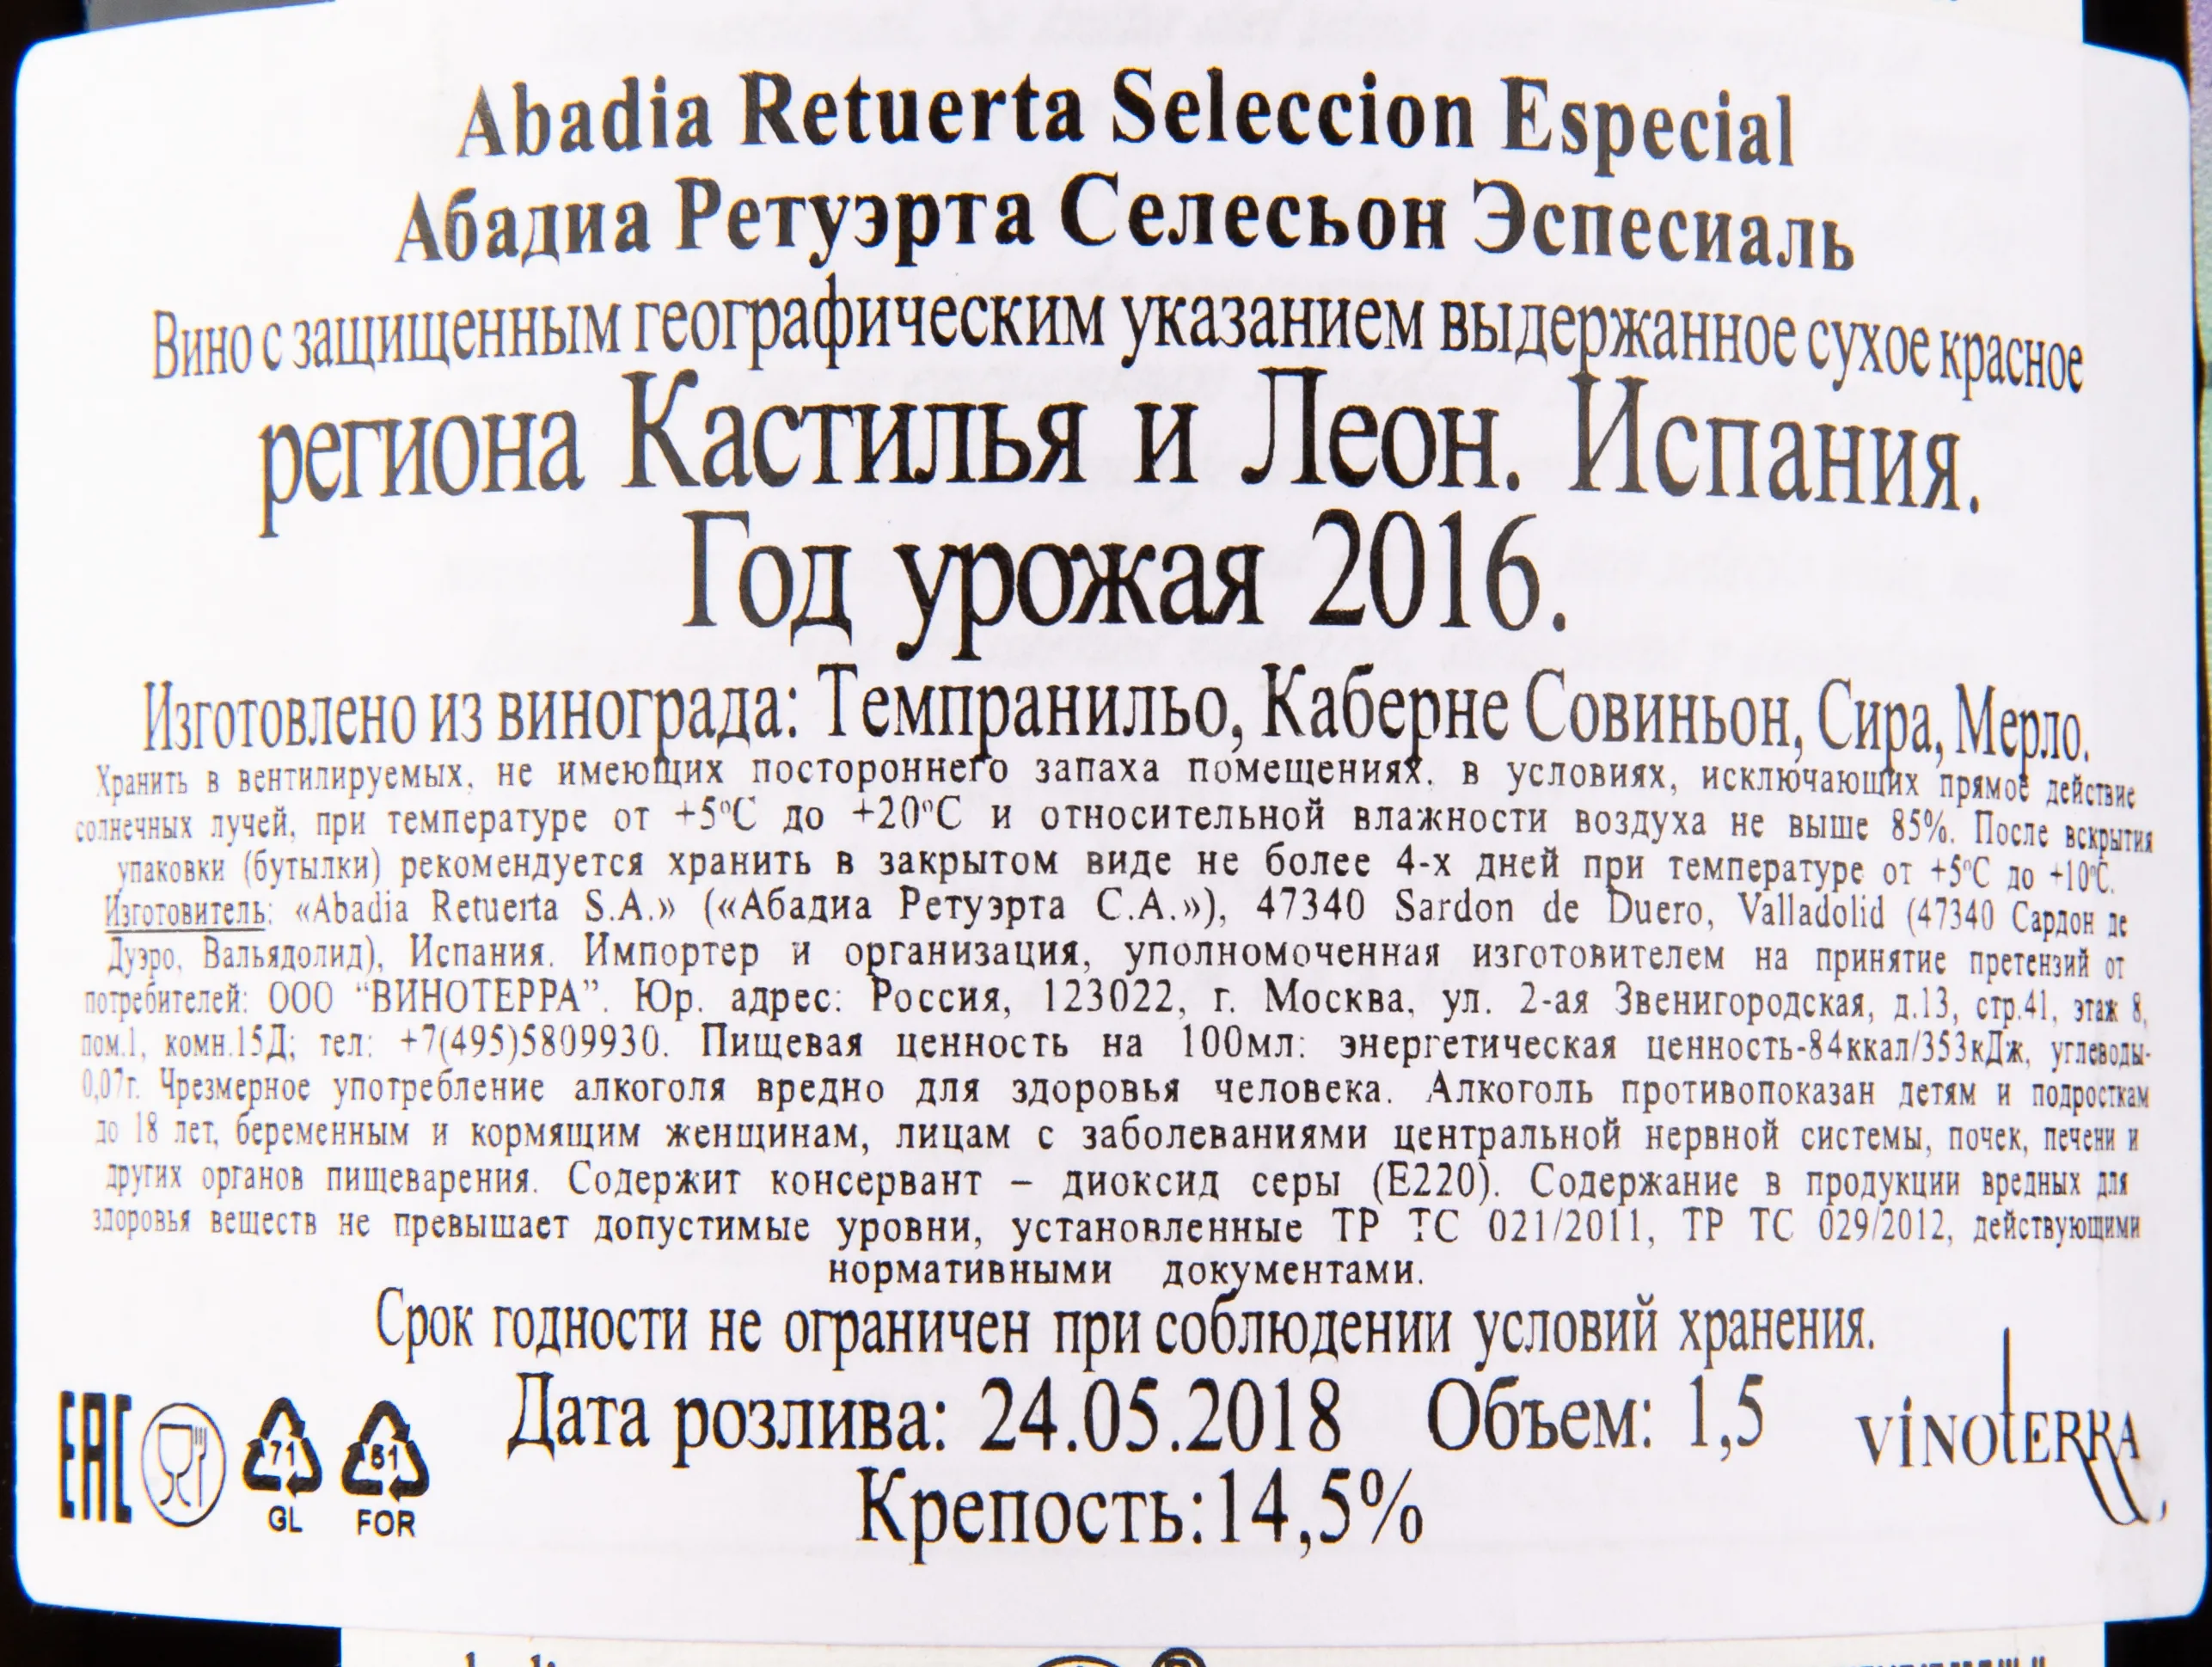 Abadia Retuerta Seleccion Especial
Абадиа Ретуэрта Селесьон Эспесиаль
Вино с защищенным географическим указанием выдержанное сухое красное
региона Кастилья и Леон. Испания.
Год урожая 2016.
Изготовлено из винограда: Темпранильо, Каберне Совиньон, Сира, Мерло.
Хранить в вентилируемых, не имеющих постороннего запаха помещениях, в условиях, исключающих прямое действие
солнечных лучей, при температуре от +5ºС до +20ºС и относительной влажности воздуха не выше 85%. После вскрытия
упаковки (бутылки) рекомендуется хранить в закрытом виде не более 4-х дней при температуре от +5ºС до +10ºС.
Изготовитель: «Abadia Retuerta S.A.» («Абадиа Ретуэрта С.А.»), 47340 Sardon de Duero, Valladolid (47340 Сардон де
Дуэро, Вальядолид), Испания. Импортер и организация, уполномоченная изготовителем на принятие претензий от
потребителей: ООО “ВИНОТЕРРА”. Юр. адрес: Россия, 123022, г. Москва, ул. 2-ая Звенигородская, д.13, стр.41, этаж 8,
пом.1, комн.15Д; тел: +7(495)5809930. Пищевая ценность на 100мл: энергетическая ценность-84ккал/353кДж, углеводы-
0,07г. Чрезмерное употребление алкоголя вредно для здоровья человека. Алкоголь противопоказан детям и подросткам
до 18 лет, беременным и кормящим женщинам, лицам с заболеваниями центральной нервной системы, почек, печени и
других органов пищеварения. Содержит консервант – диоксид серы (Е220). Содержание в продукции вредных для
здоровья веществ не превышает допустимые уровни, установленные ТР ТС 021/2011, ТР ТС 029/2012, действующими
нормативными документами.
Срок годности не ограничен при соблюдении условий хранения.
Дата розлива: 24.05.2018 Объем: 1,5
Крепость:14,5%
EAC
71
GL
51
FOR
VINOTERRA